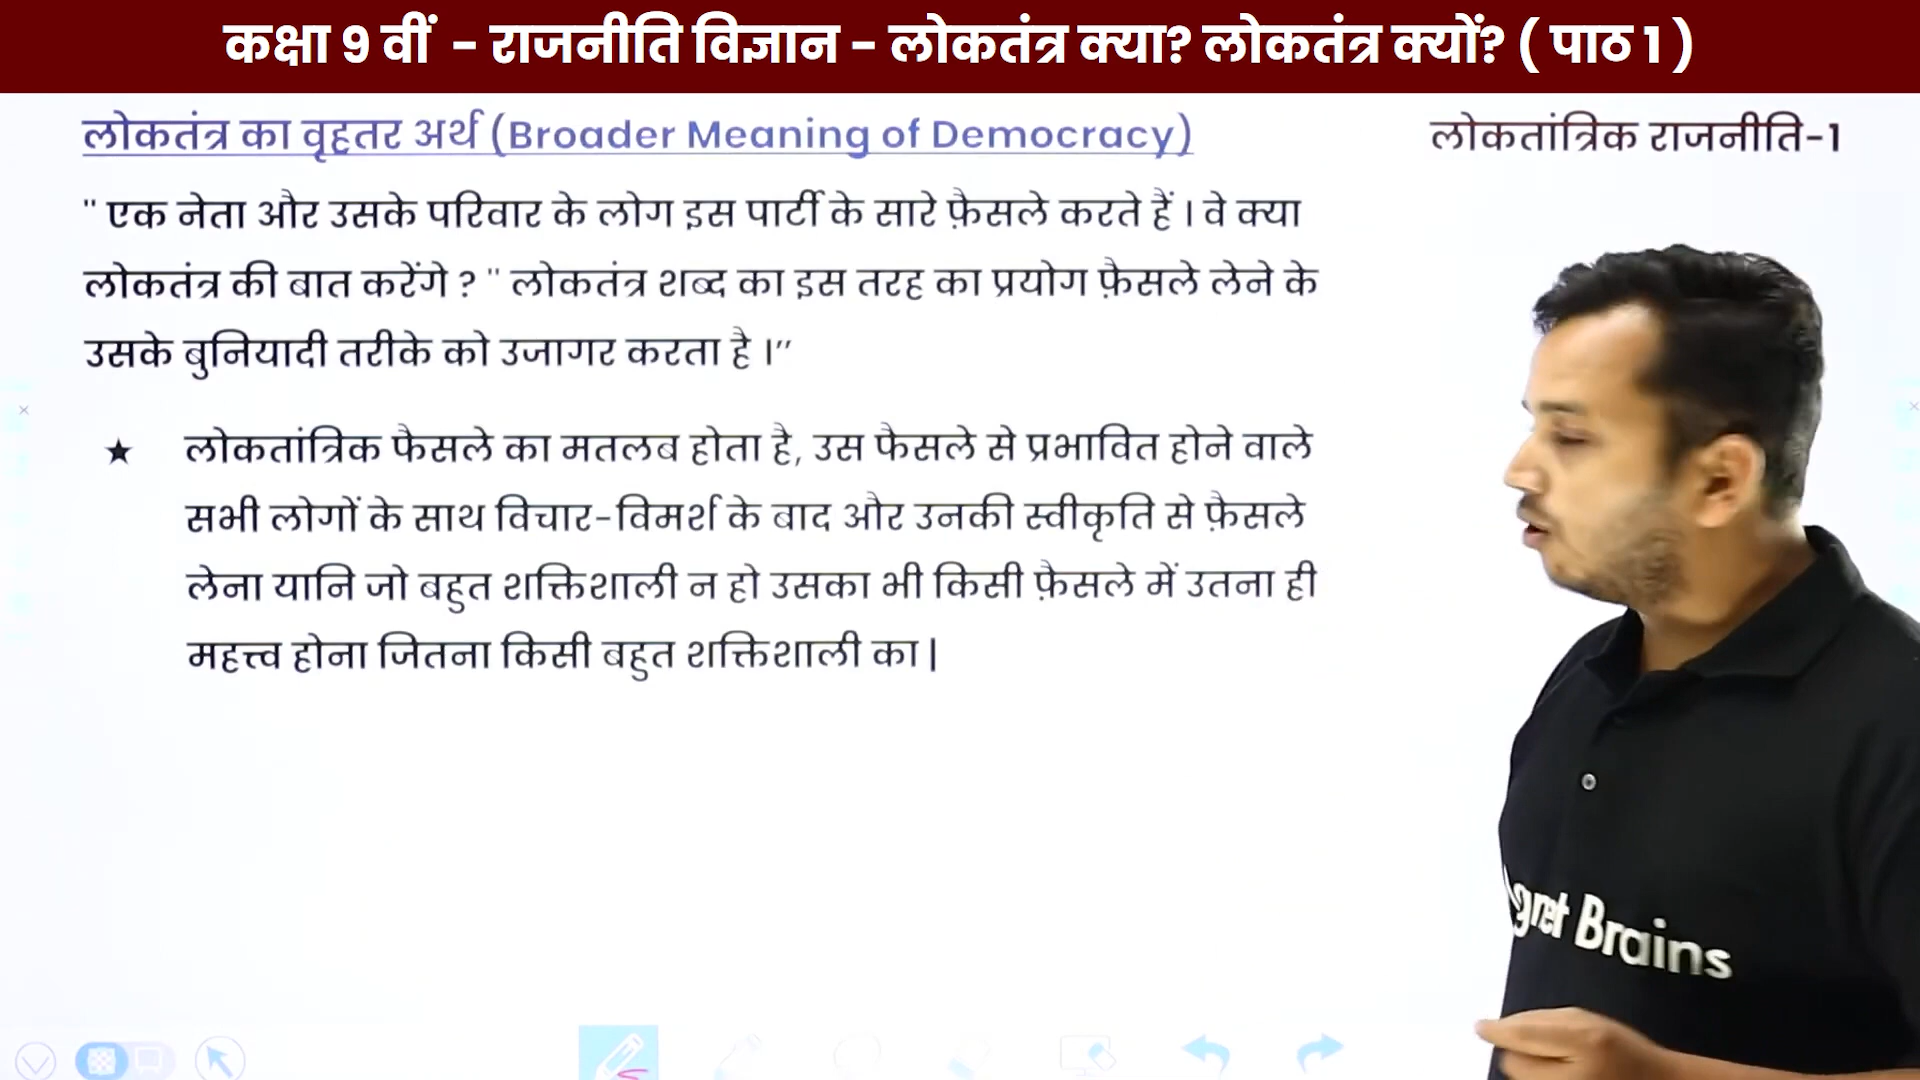 कक्षा 9 वीं - राजनीति विज्ञान - लोकतंत्र क्या? लोकतंत्र क्यों? ( पाठ 1 )
लोकतंत्र का वृहतर अर्थ (Broader Meaning of Democracy)
लोकतांत्रिक राजनीति-1
" एक नेता और उसके परिवार के लोग इस पार्टी के सारे फ़ैसले करते हैं । वे क्या
लोकतंत्र की बात करेंगे ? " लोकतंत्र शब्द का इस तरह का प्रयोग फ़ैसले लेने के
उसके बुनियादी तरीके को उजागर करता है ।”
★ लोकतांत्रिक फैसले का मतलब होता है, उस फैसले से प्रभावित होने वाले
सभी लोगों के साथ विचार-विमर्श के बाद और उनकी स्वीकृति से फ़ैसले
लेना यानि जो बहुत शक्तिशाली न हो उसका भी किसी फ़ैसले में उतना ही
महत्त्व होना जितना किसी बहुत शक्तिशाली का |
Brains